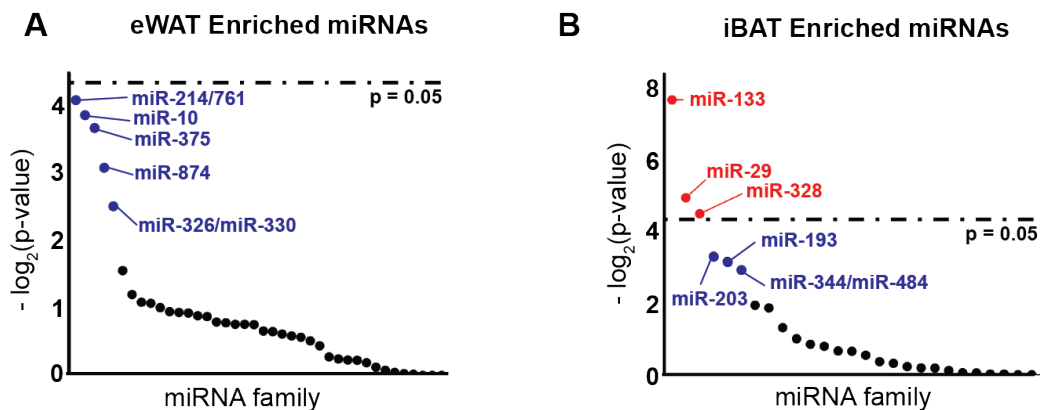 A
eWAT Enriched miRNAs
- log2(p-value)
4
3
2
1
0
p = 0.05
miR-214/761
miR-10
miR-375
miR-874
miR-326/miR-330
miRNA family
B
iBAT Enriched miRNAs
- log2(p-value)
8
6
4
2
0
miR-133
miR-29
miR-328
p = 0.05
miR-193
miR-344/miR-484
miR-203
miRNA family